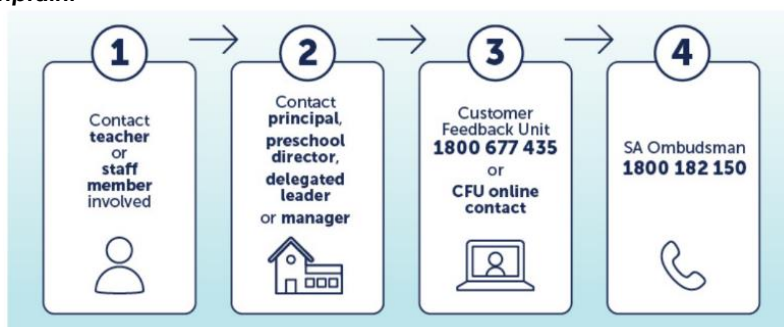 1
Contact
teacher
or
staff
member
involved
2
Contact
principal,
preschool
director,
delegated
leader
or manager
3
Customer
Feedback Unit
1800 677 435
or
CFU online
contact
4
SA Ombudsman
1800 182 150